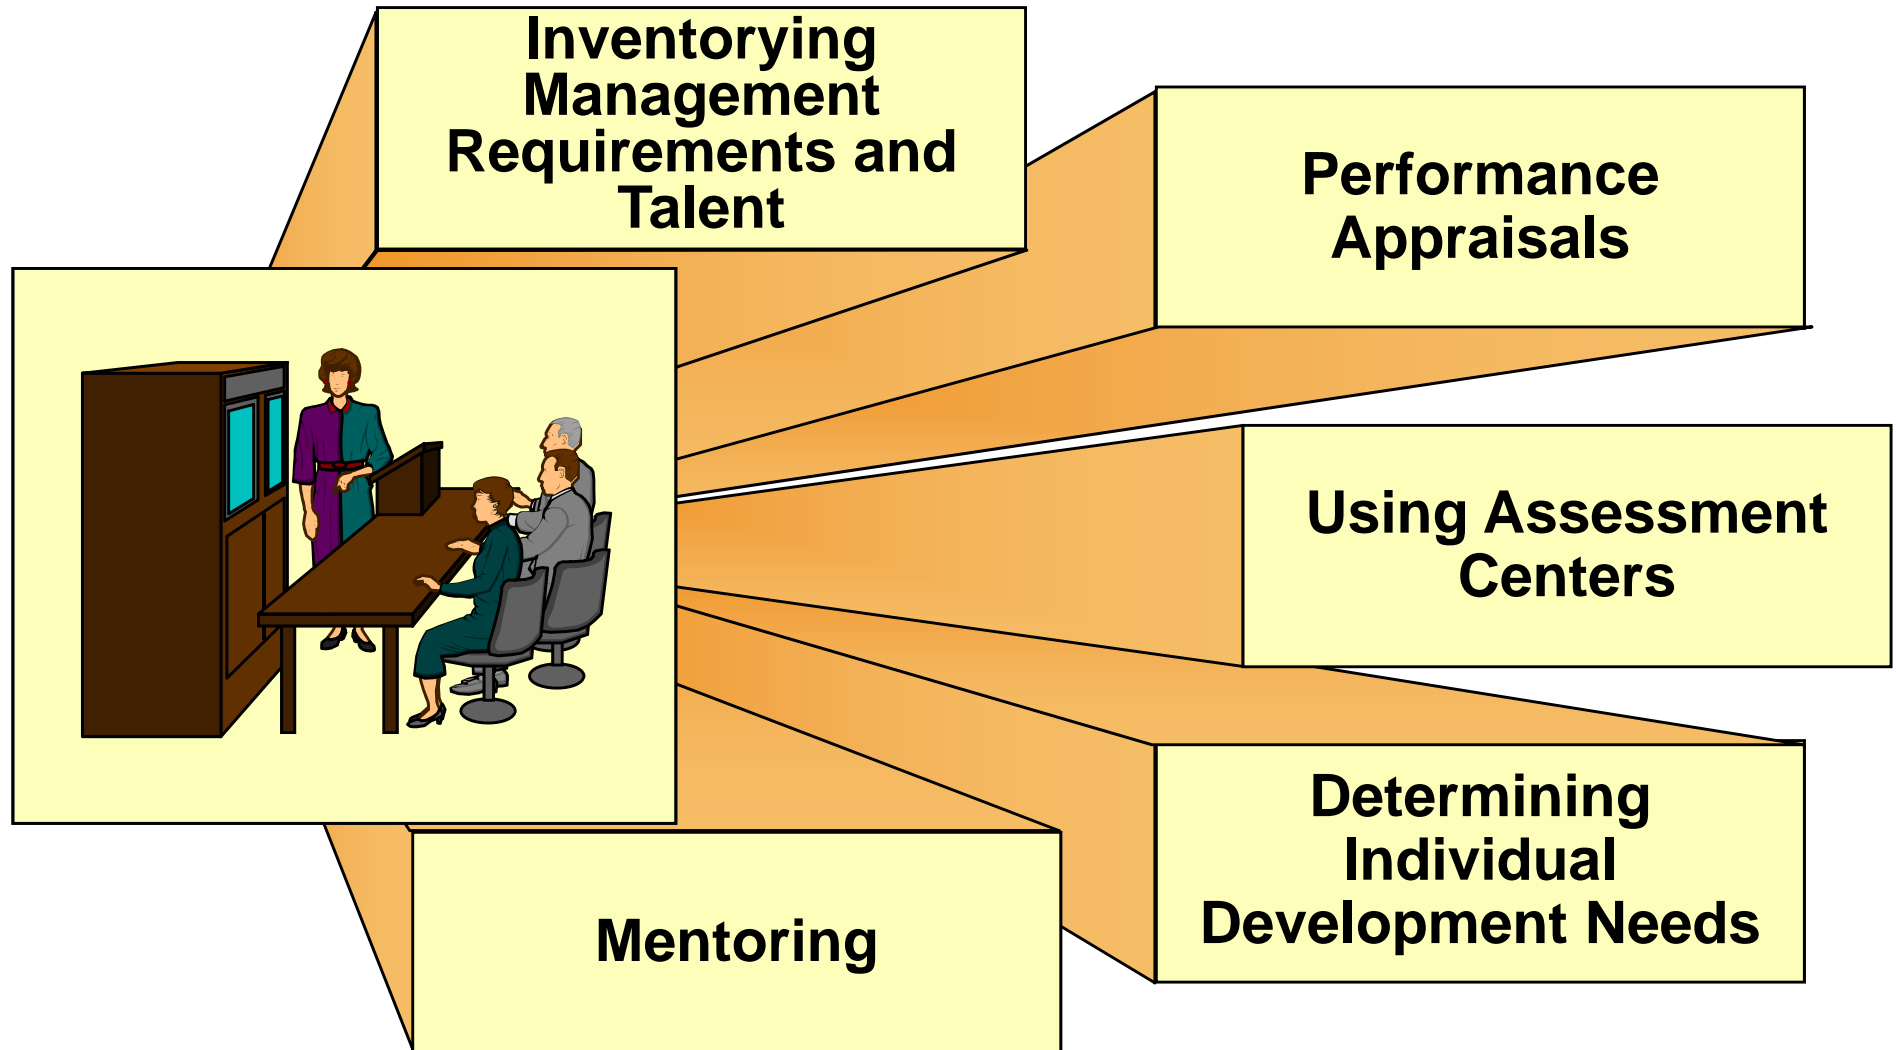 Inventorying
Management
Requirements and
Talent
Performance
Appraisals
Using Assessment
Centers
Determining
Individual
Development Needs
Mentoring